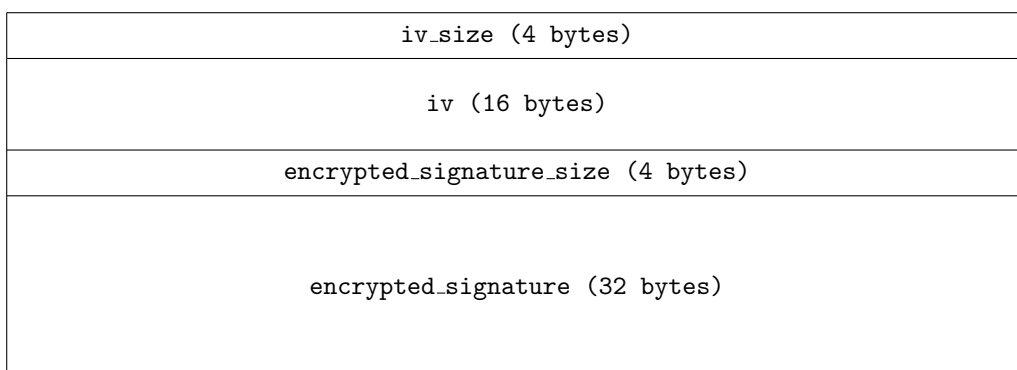 iv_size (4 bytes)
iv (16 bytes)
encrypted_signature_size (4 bytes)
encrypted_signature (32 bytes)